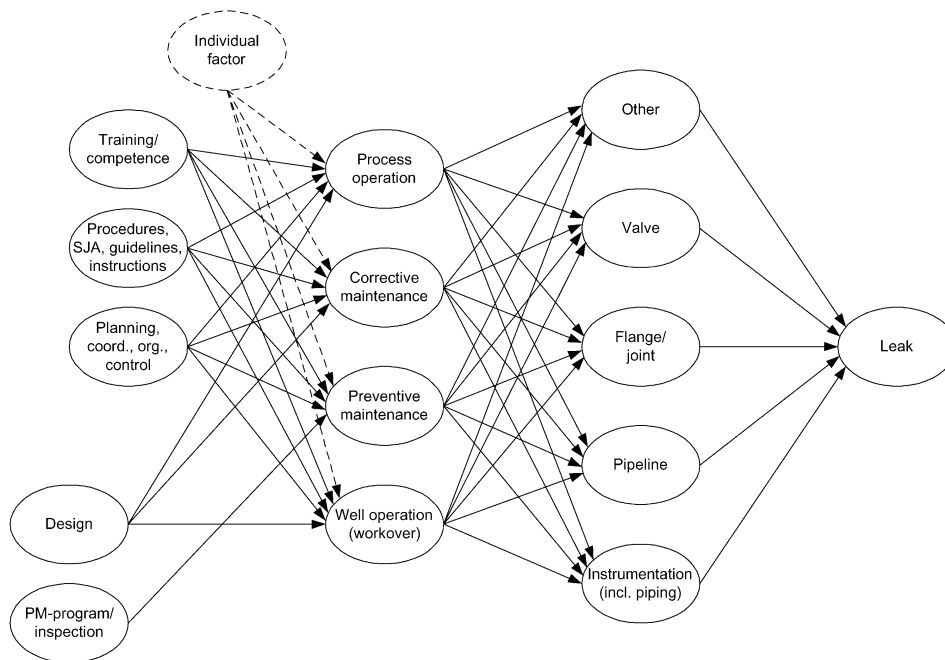 Individual
factor
Training/
competence
Procedures,
SJA, guidelines,
instructions
Planning,
coord., org.,
control
Design
PM-program/
inspection
Process
operation
Corrective
maintenance
Preventive
maintenance
Well operation
(workover)
Other
Valve
Flange/
joint
Pipeline
Instrumentation
(incl. piping)
Leak